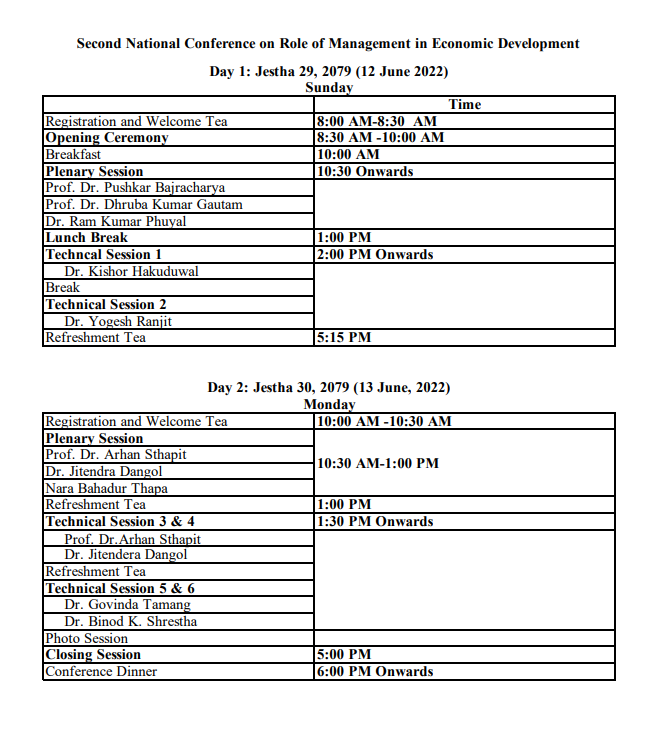 Second National Conference on Role of Management in Economic Development
Day 1: Jestha 29, 2079 (12 June 2022)
Sunday
Time
Registration and Welcome Tea 8:00 AM-8:30 AM
Opening Ceremony 8:30 AM -10:00 AM
Breakfast 10:00 AM
Plenary Session 10:30 Onwards
Prof. Dr. Pushkar Bajracharya
Prof. Dr. Dhruba Kumar Gautam
Dr. Ram Kumar Phuyal
Lunch Break 1:00 PM
Techncal Session 1 2:00 PM Onwards
Dr. Kishor Hakuduwal
Break
Technical Session 2
Dr. Yogesh Ranjit
Refreshment Tea 5:15 PM
Day 2: Jestha 30, 2079 (13 June, 2022)
Monday
Registration and Welcome Tea 10:00 AM -10:30 AM
Plenary Session
Prof. Dr. Arhan Sthapit
10:30 AM-1:00 PM
Dr. Jitendra Dangol
Nara Bahadur Thapa
Refreshment Tea 1:00 PM
Technical Session 3 & 4 1:30 PM Onwards
Prof. Dr.Arhan Sthapit
Dr. Jitendera Dangol
Refreshment Tea
Technical Session 5 & 6
Dr. Govinda Tamang
Dr. Binod K. Shrestha
Photo Session
Closing Session 5:00 PM
Conference Dinner 6:00 PM Onwards